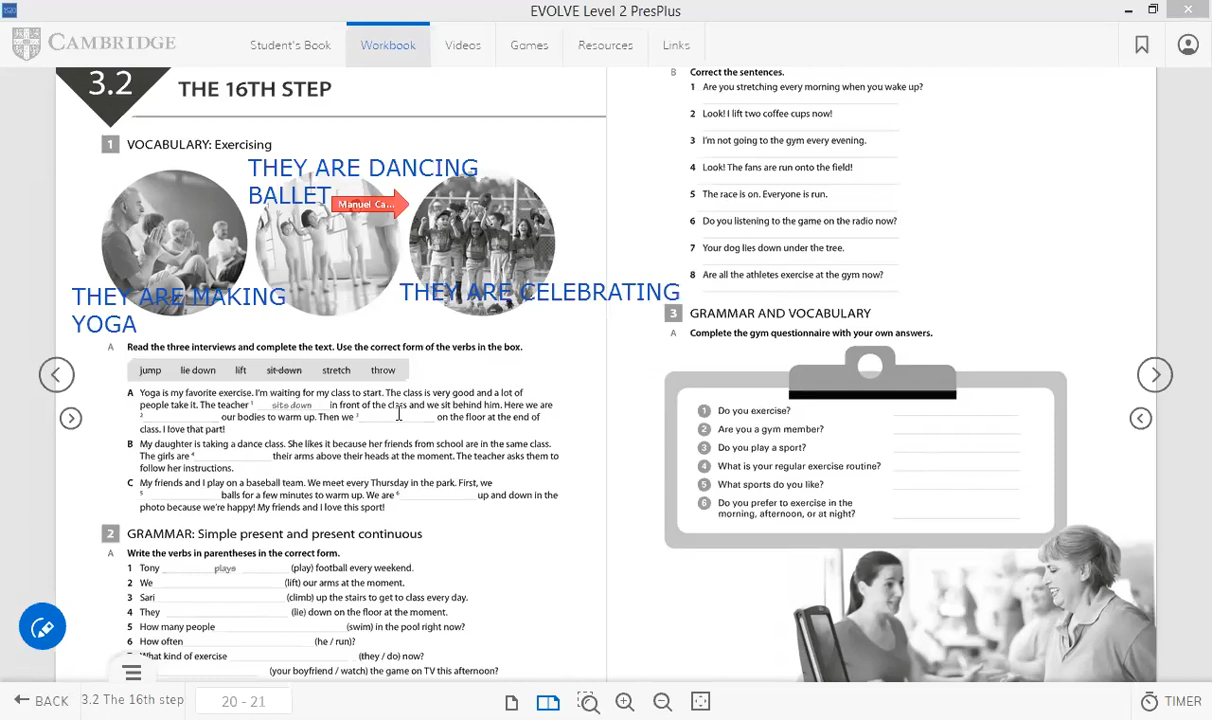 EVOLVE Level 2 PresPlus
CAMBRIDGE
Student's Book
Workbook
Videos
Games
Resources
Links
3.2
THE 16TH STEP
1 VOCABULARY: Exercising
THEY ARE DANCING
BALLET
Manuel Ca...
THEY ARE MAKING
YOGA
THEY ARE CELEBRATING
A Read the three interviews and complete the text. Use the correct form of the verbs in the box.
jump lie down lift sit down stretch throw
A Yoga is my favorite exercise. I'm waiting for my class to start. The class is very good and a lot of
people take it. The teacher 1 sits down in front of the class and we sit behind him. Here we are
2 our bodies to warm up. Then we 3 on the floor at the end of
class. I love that part!
B My daughter is taking a dance class. She likes it because her friends from school are in the same class.
The girls are 4 their arms above their heads at the moment. The teacher asks them to
follow her instructions.
C My friends and I play on a baseball team. We meet every Thursday in the park. First, we
5 balls for a few minutes to warm up. We are 6 up and down in the
photo because we're happy! My friends and I love this sport!
2 GRAMMAR: Simple present and present continuous
A Write the verbs in parentheses in the correct form.
1 Tony plays (play) football every weekend.
2 We (lift) our arms at the moment.
3 Sari (climb) up the stairs to get to class every day.
4 They (lie) down on the floor at the moment.
5 How many people (swim) in the pool right now?
6 How often (he / run)?
What kind of exercise (they / do) now?
(your boyfriend / watch) the game on TV this afternoon?
B Correct the sentences.
1 Are you stretching every morning when you wake up?
2 Look! I lift two coffee cups now!
3 I'm not going to the gym every evening.
4 Look! The fans are run onto the field!
5 The race is on. Everyone is run.
6 Do you listening to the game on the radio now?
7 Your dog lies down under the tree.
8 Are all the athletes exercise at the gym now?
3 GRAMMAR AND VOCABULARY
A Complete the gym questionnaire with your own answers.
1 Do you exercise?
2 Are you a gym member?
3 Do you play a sport?
4 What is your regular exercise routine?
5 What sports do you like?
6 Do you prefer to exercise in the
morning, afternoon, or at night?
BACK
3.2 The 16th step
20 - 21
TIMER